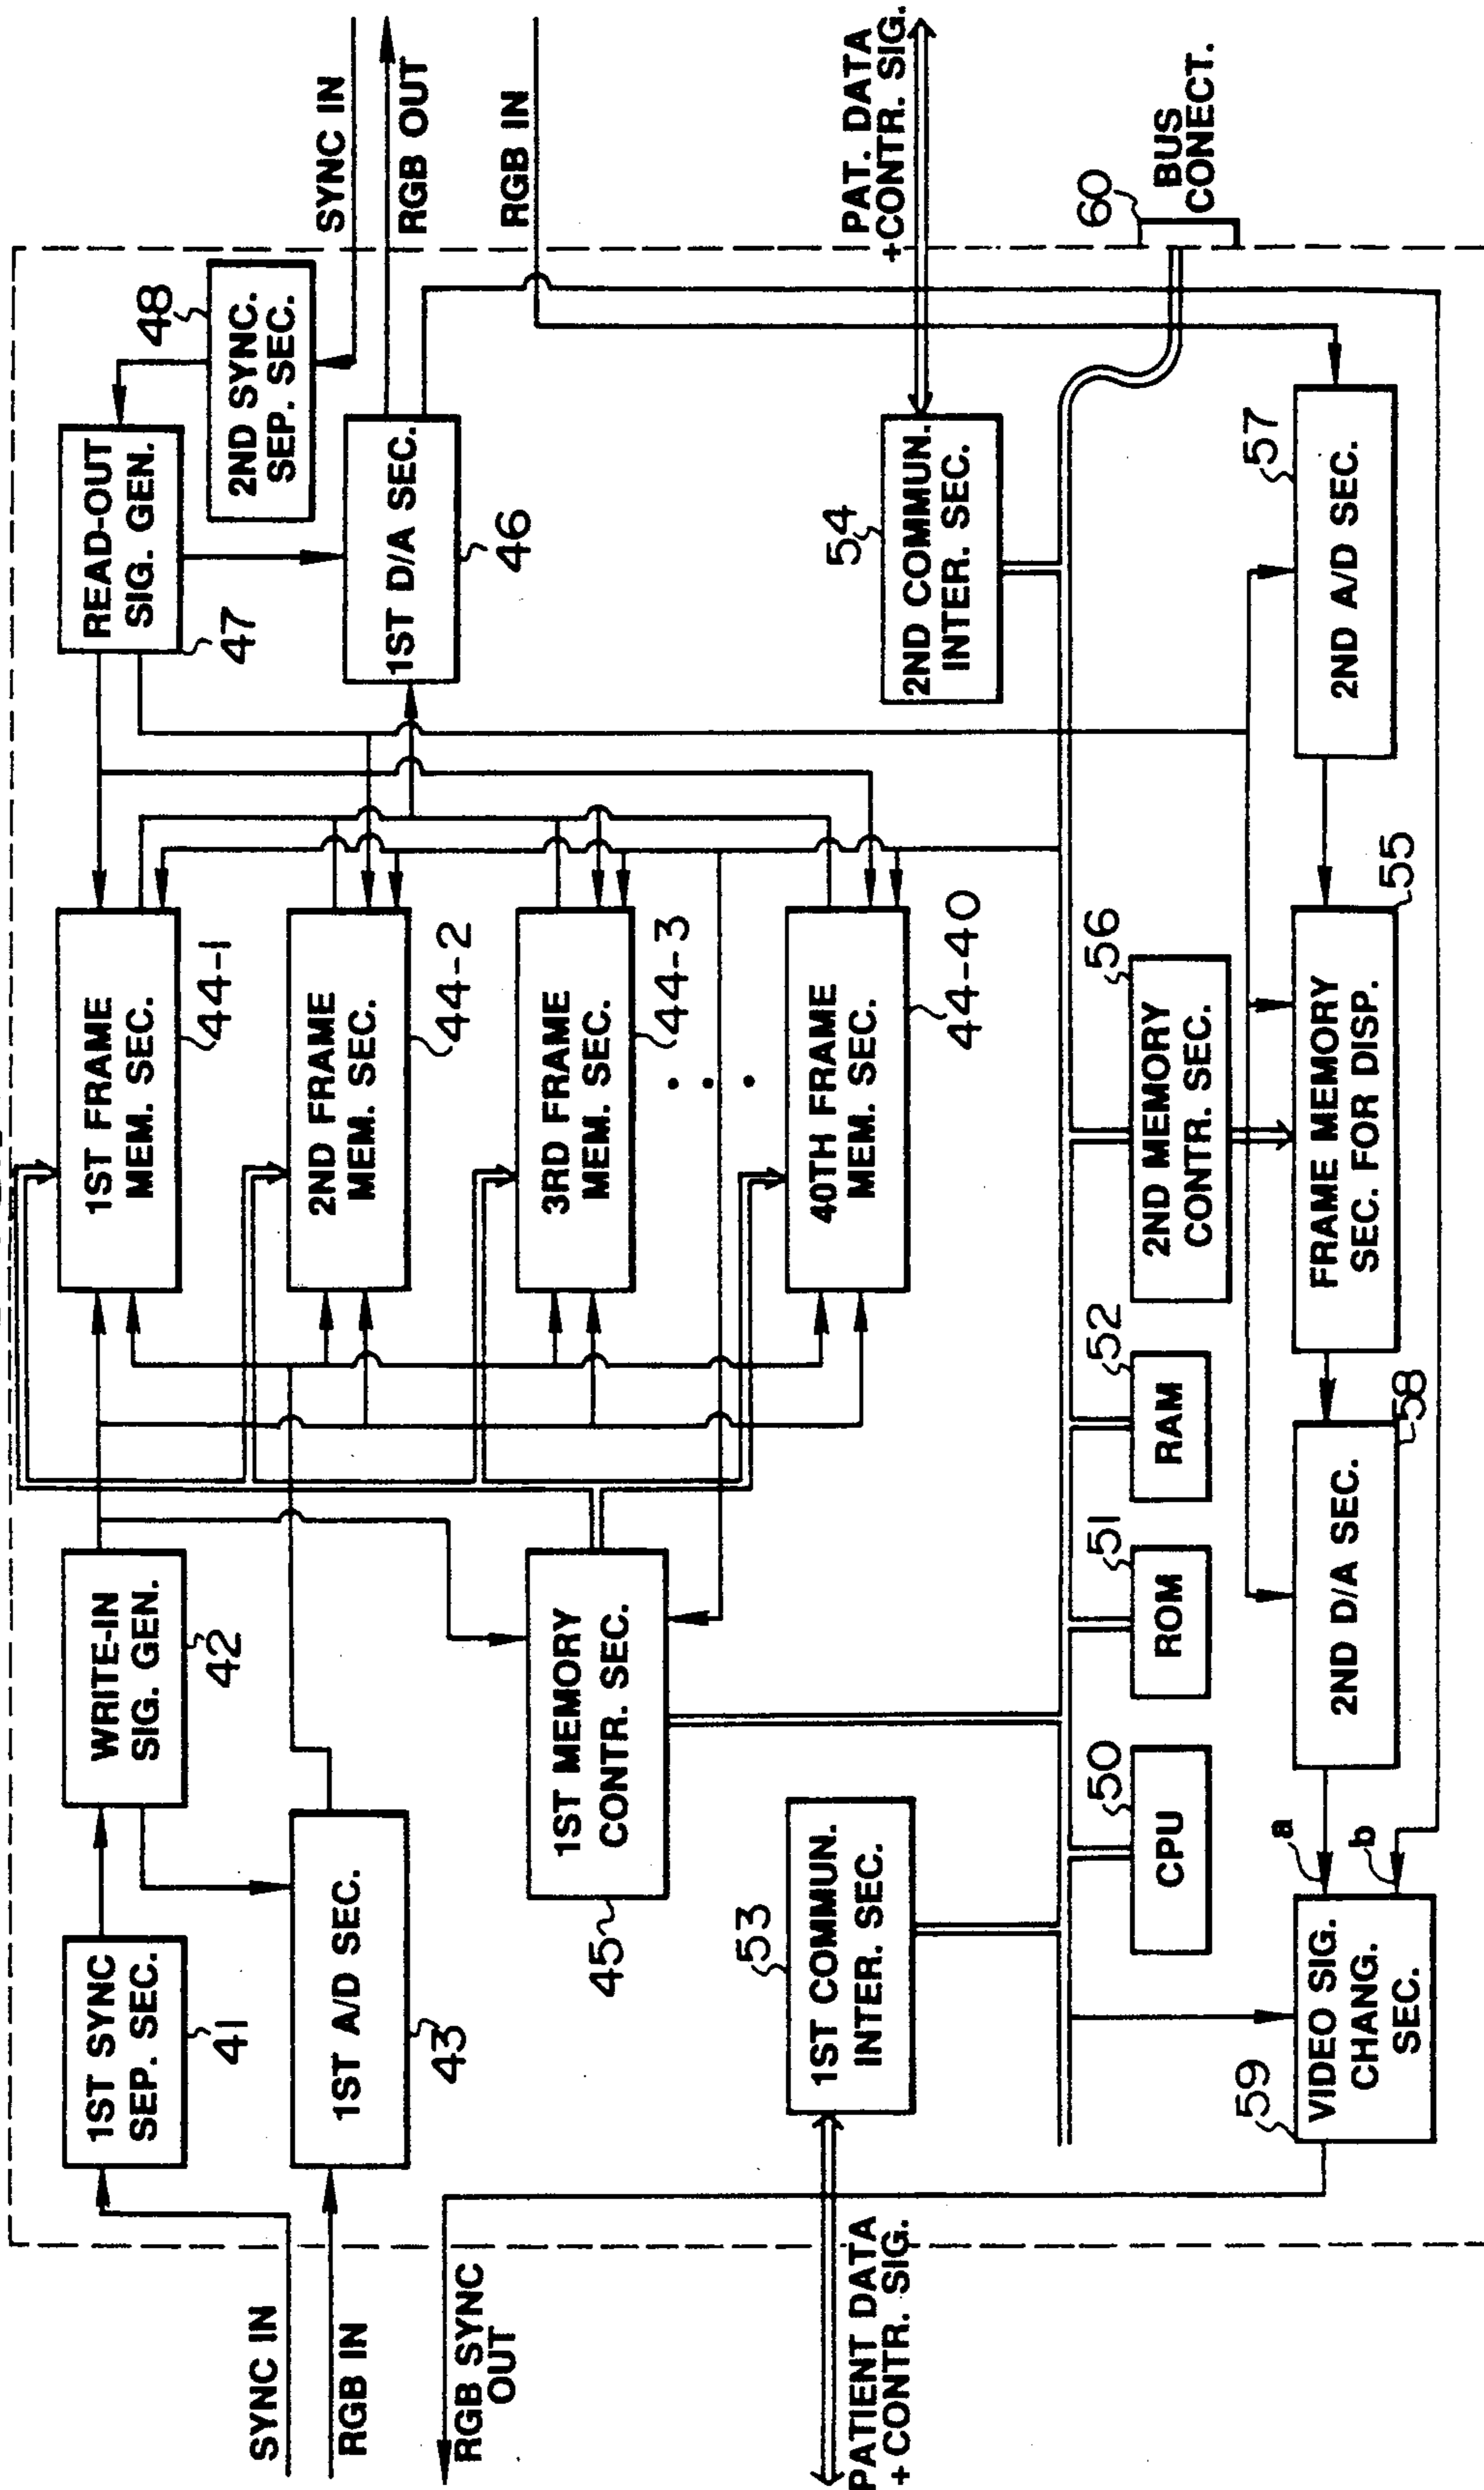 SYNC IN
RGB IN
RGB SYNC
OUT
PATIENT DATA
+ CONTR. SIG.
1ST SYNC
SEP. SEC.
41
WRITE-IN
SIG. GEN.
42
1ST A/D SEC.
43
1ST MEMORY
CONTR. SEC.
45
1ST FRAME
MEM. SEC.
44-1
2ND FRAME
MEM. SEC.
44-2
3RD FRAME
MEM. SEC.
44-3
40TH FRAME
MEM. SEC.
44-40
READ-OUT
SIG. GEN.
47
2ND SYNC.
SEP. SEC.
48
1ST D/A SEC.
46
SYNC IN
RGB OUT
RGB IN
PAT. DATA
+CONTR. SIG.
60
BUS
CONECT.
1ST COMMUN.
INTER. SEC.
53
2ND COMMUN.
INTER. SEC.
54
CPU
50
ROM
51
RAM
52
2ND MEMORY
CONTR. SEC.
56
VIDEO SIG.
CHANG.
SEC.
59
a
b
2ND D/A SEC.
58
FRAME MEMORY
SEC. FOR DISP.
55
2ND A/D SEC.
57